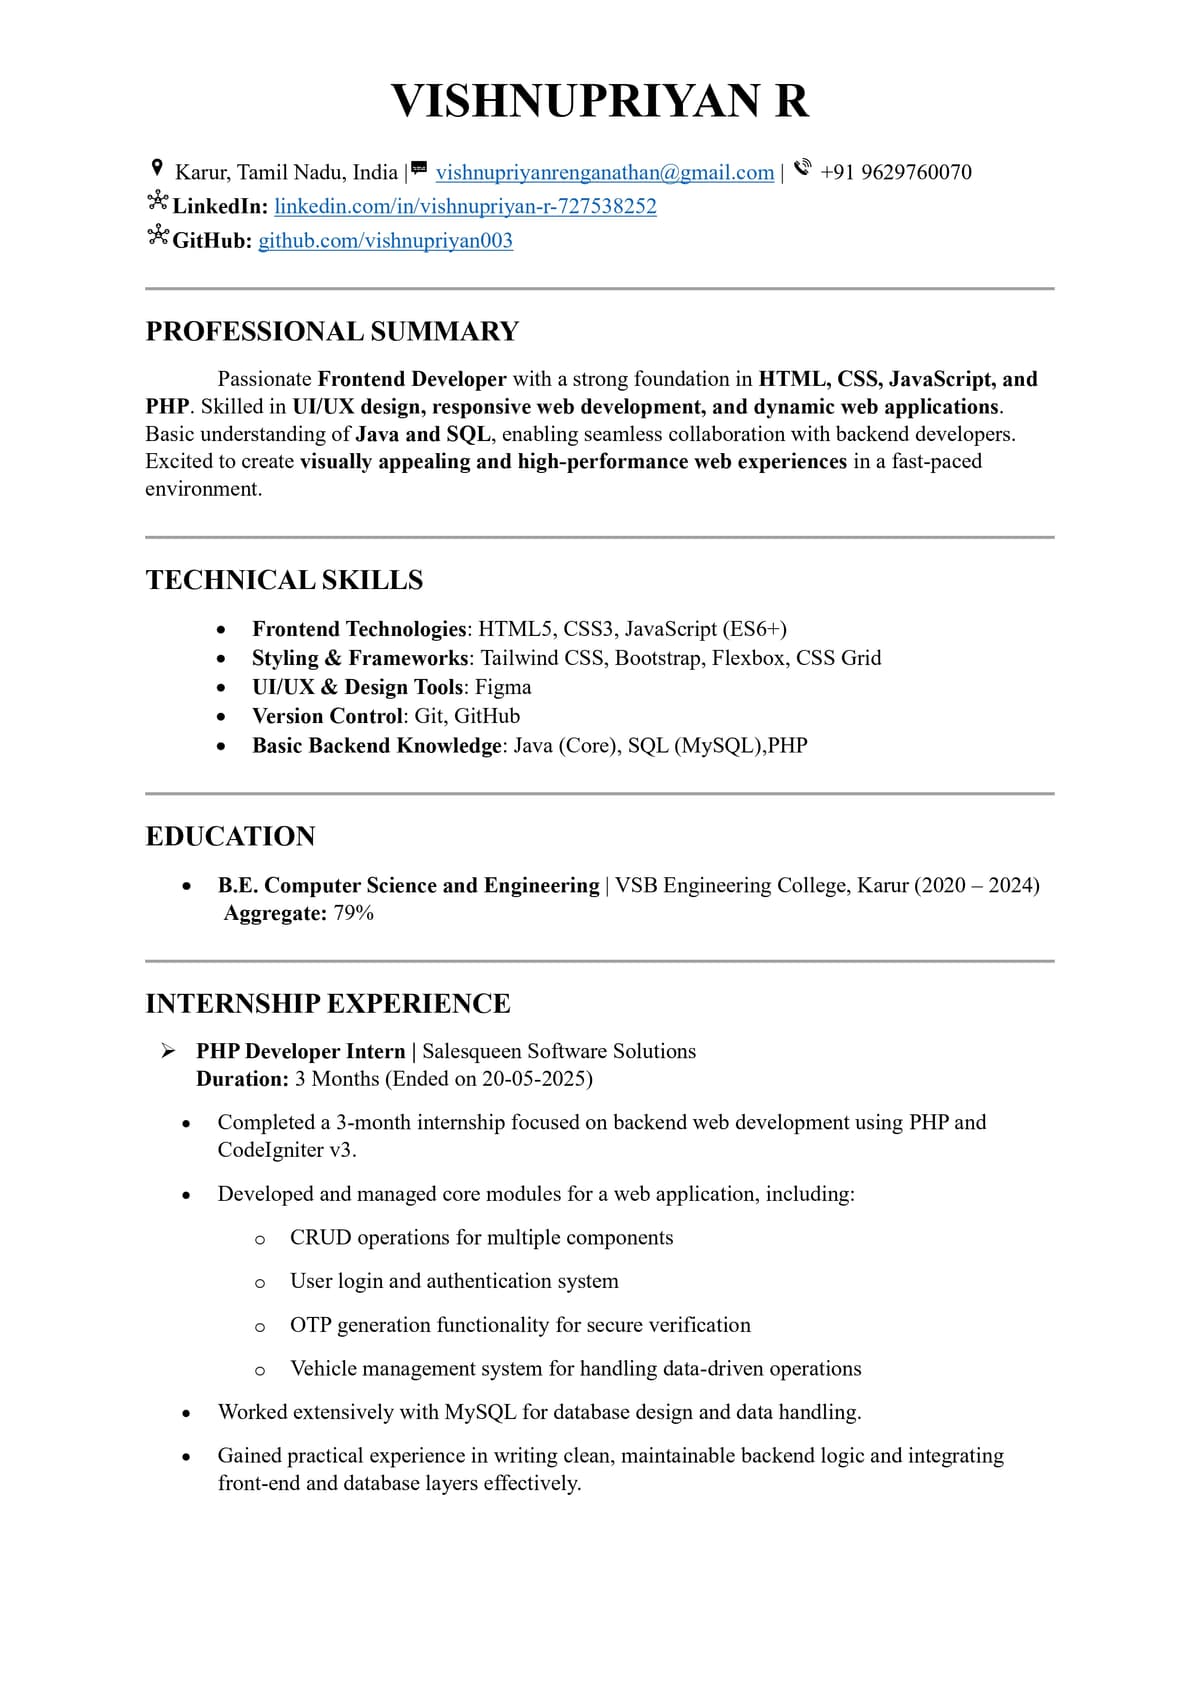 VISHNUPRIYAN R
Karur, Tamil Nadu, India | vishnupriyanrenganathan@gmail.com | +91 9629760070
LinkedIn: linkedin.com/in/vishnupriyan-r-727538252
GitHub: github.com/vishnupriyan003
PROFESSIONAL SUMMARY
Passionate Frontend Developer with a strong foundation in HTML, CSS, JavaScript, and
PHP. Skilled in UI/UX design, responsive web development, and dynamic web applications.
Basic understanding of Java and SQL, enabling seamless collaboration with backend developers.
Excited to create visually appealing and high-performance web experiences in a fast-paced
environment.
TECHNICAL SKILLS
• Frontend Technologies: HTML5, CSS3, JavaScript (ES6+)
• Styling & Frameworks: Tailwind CSS, Bootstrap, Flexbox, CSS Grid
• UI/UX & Design Tools: Figma
• Version Control: Git, GitHub
• Basic Backend Knowledge: Java (Core), SQL (MySQL),PHP
EDUCATION
• B.E. Computer Science and Engineering | VSB Engineering College, Karur (2020 – 2024)
Aggregate: 79%
INTERNSHIP EXPERIENCE
➢ PHP Developer Intern | Salesqueen Software Solutions
Duration: 3 Months (Ended on 20-05-2025)
• Completed a 3-month internship focused on backend web development using PHP and
CodeIgniter v3.
• Developed and managed core modules for a web application, including:
o CRUD operations for multiple components
o User login and authentication system
o OTP generation functionality for secure verification
o Vehicle management system for handling data-driven operations
• Worked extensively with MySQL for database design and data handling.
• Gained practical experience in writing clean, maintainable backend logic and integrating
front-end and database layers effectively.